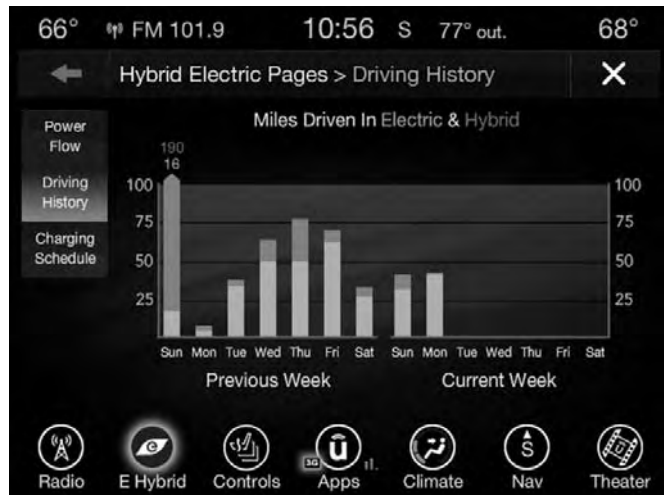 66° FM 101.9 10:56 S 77° out. 68°
Hybrid Electric Pages > Driving History X
Miles Driven In Electric & Hybrid
Power
Flow
Driving
History
Charging
Schedule
190
16
100 100
75 75
50 50
25 25
Sun Mon Tue Wed Thu Fri Sat Sun Mon Tue Wed Thu Fri Sat
Previous Week Current Week
e S
3G ū
Radio E Hybrid Controls Apps Climate Nav Theater